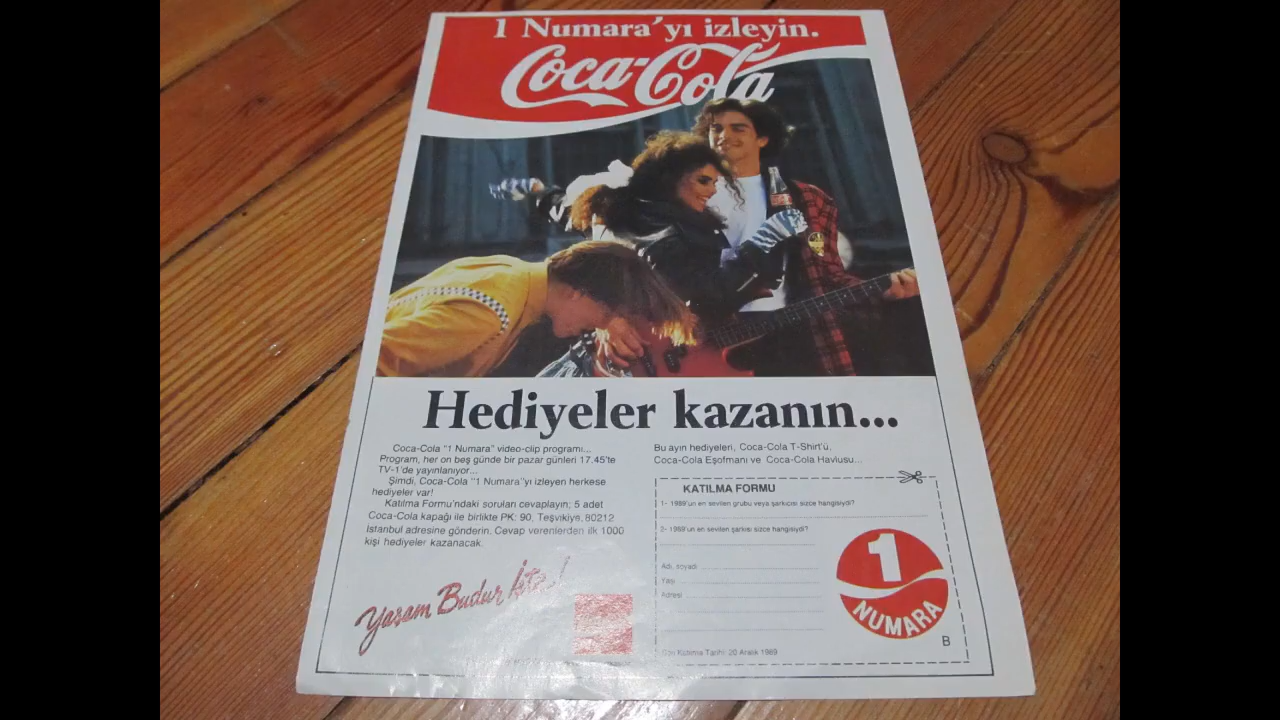 1 Numara'yı izleyin.
Coca-Cola
Hediyeler kazanın...
Coca-Cola "1 Numara" video-clip programı...
Program, her on beş günde bir pazar günleri 17.45'te
TV-1'de yayınlanıyor...
Şimdi, Coca-Cola "1 Numara"yı izleyen herkese
hediyeler var!
Katılma Formu'ndaki soruları cevaplayın; 5 adet
Coca-Cola kapağı ile birlikte PK: 90, Teşvikiye, 80212
İstanbul adresine gönderin. Cevap verenlerden ilk 1000
kişi hediyeler kazanacak.
Yaşam Budur İşte!
Bu ayın hediyeleri, Coca-Cola T-Shirt'ü,
Coca-Cola Eşofmanı ve Coca-Cola Havlusu...
KATILMA FORMU
1- 1989'un en sevilen grubu veya şarkıcısı sizce hangisiydi?
2- 1989'un en sevilen şarkısı sizce hangisiydi?
Adı, soyadı
Yaşı
Adresi
Son Katılma Tarihi: 20 Aralık 1989
1
NUMARA
B